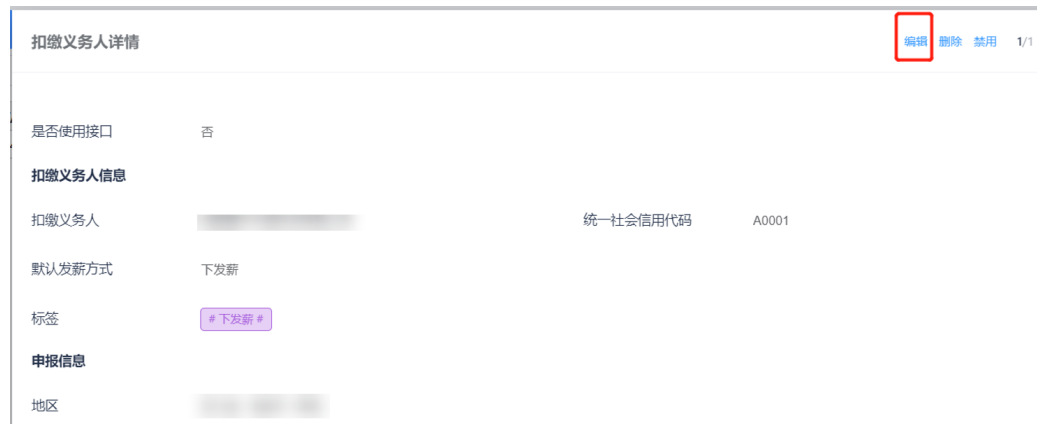 扣缴义务人详情 编辑 删除 禁用 1/1
是否使用接口 否
扣缴义务人信息
扣缴义务人 统一社会信用代码 A0001
默认发薪方式 下发薪
标签 # 下发薪 #
申报信息
地区